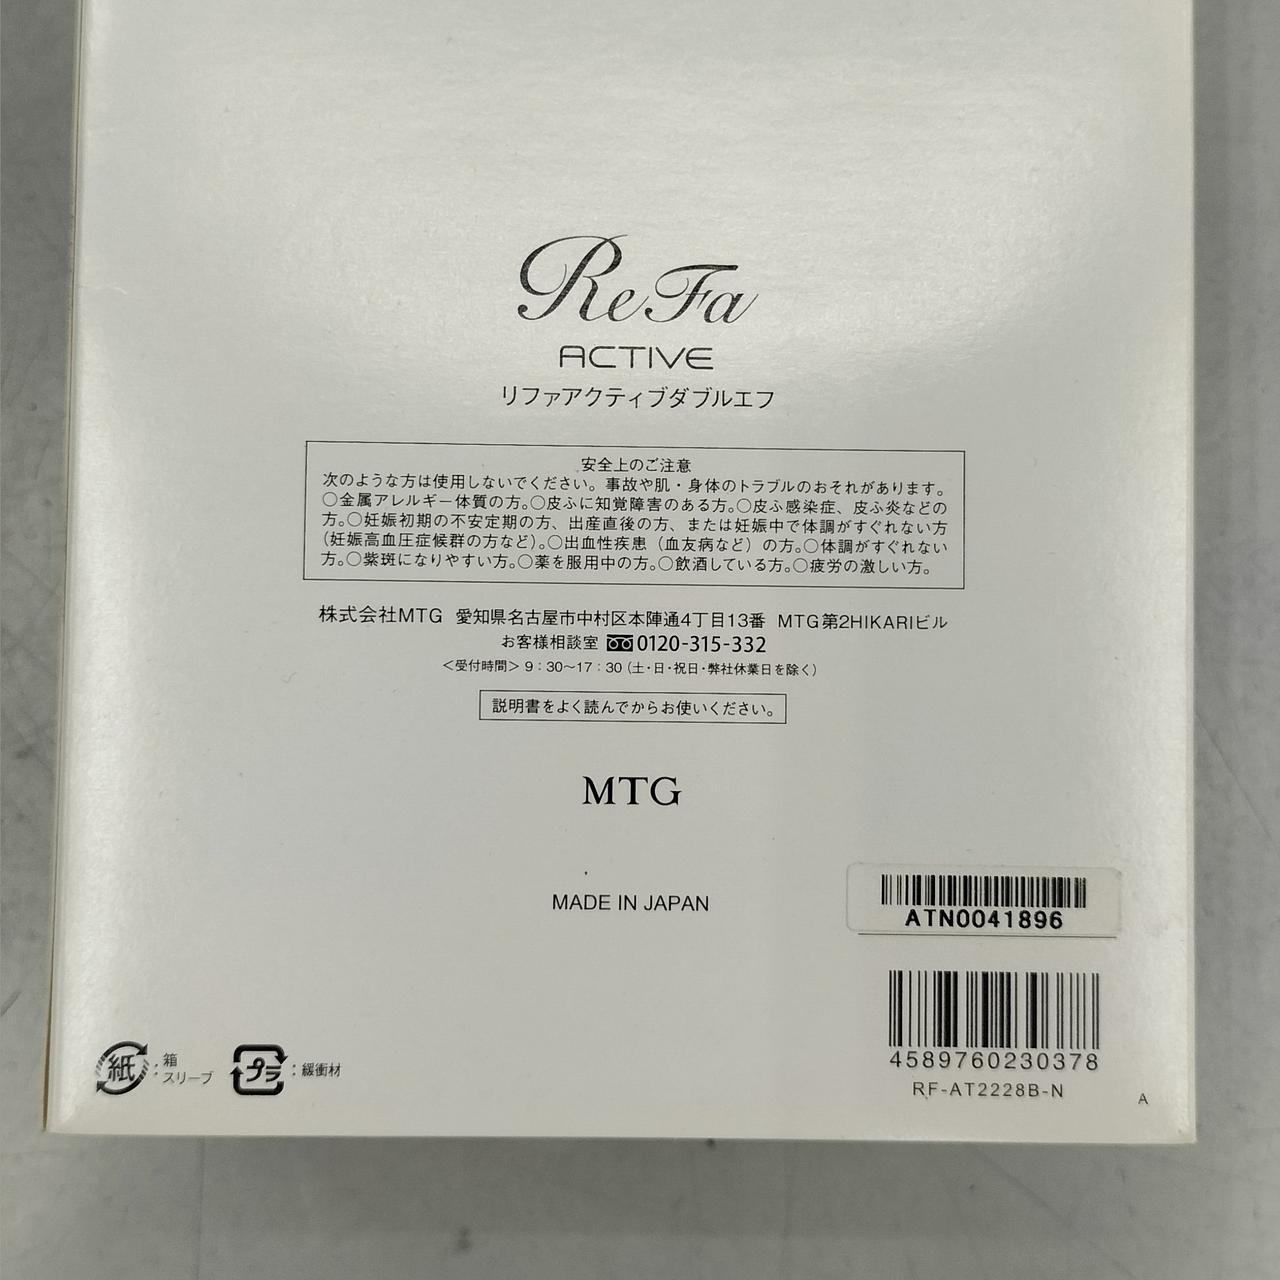 ReFa
ACTIVE
リファアクティブダブルエフ
安全上のご注意
次のような方は使用しないでください。事故や肌・身体のトラブルのおそれがあります。
○金属アレルギー体質の方。○皮ふに知覚障害のある方。○皮ふ感染症、皮ふ炎などの
方。○妊娠初期の不安定期の方、出産直後の方、または妊娠中で体調がすぐれない方
(妊娠高血圧症候群の方など)。○出血性疾患(血友病など)の方。○体調がすぐれない
方。○紫斑になりやすい方。○薬を服用中の方。○飲酒している方。○疲労の激しい方。
株式会社MTG 愛知県名古屋市中村区本陣通4丁目13番 MTG第2HIKARIビル
お客様相談室 0120-315-332
<受付時間> 9:30〜17:30 (土・日・祝日・弊社休業日を除く)
説明書をよく読んでからお使いください。
MTG
MADE IN JAPAN
ATN0041896
4589760230378
RF-AT2228B-N
A
紙:箱
スリーブ
プラ:緩衝材